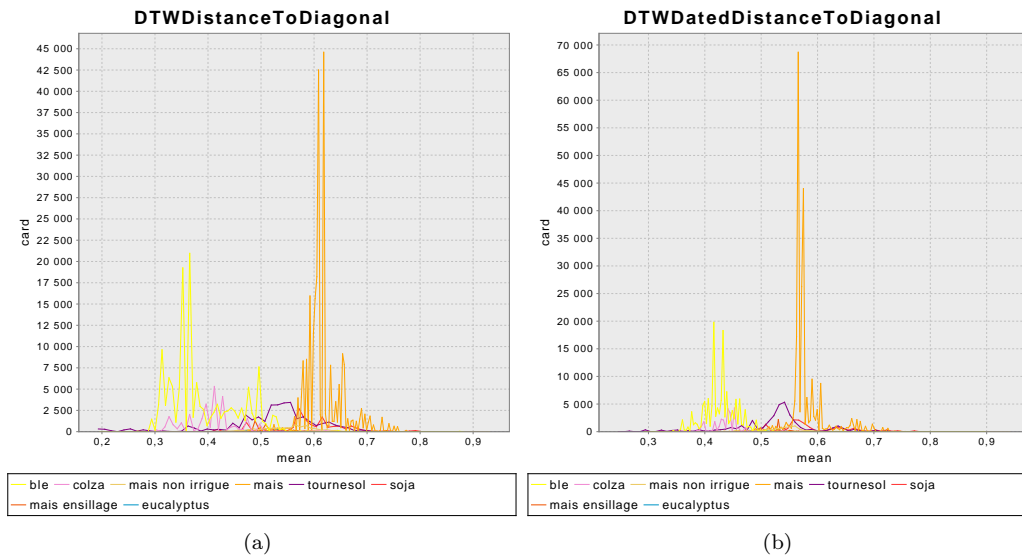 DTWDistanceToDiagonal
45 000
42 500
40 000
37 500
35 000
32 500
30 000
27 500
25 000
22 500
20 000
17 500
15 000
12 500
10 000
7 500
5 000
2 500
0
card
0,2 0,3 0,4 0,5 0,6 0,7 0,8 0,9
mean
ble colza mais non irrigue mais tournesol soja
mais ensillage eucalyptus
(a)
DTWDatedDistanceToDiagonal
70 000
65 000
60 000
55 000
50 000
45 000
40 000
35 000
30 000
25 000
20 000
15 000
10 000
5 000
0
card
0,3 0,4 0,5 0,6 0,7 0,8 0,9
mean
ble colza mais non irrigue mais tournesol soja
mais ensillage eucalyptus
(b)